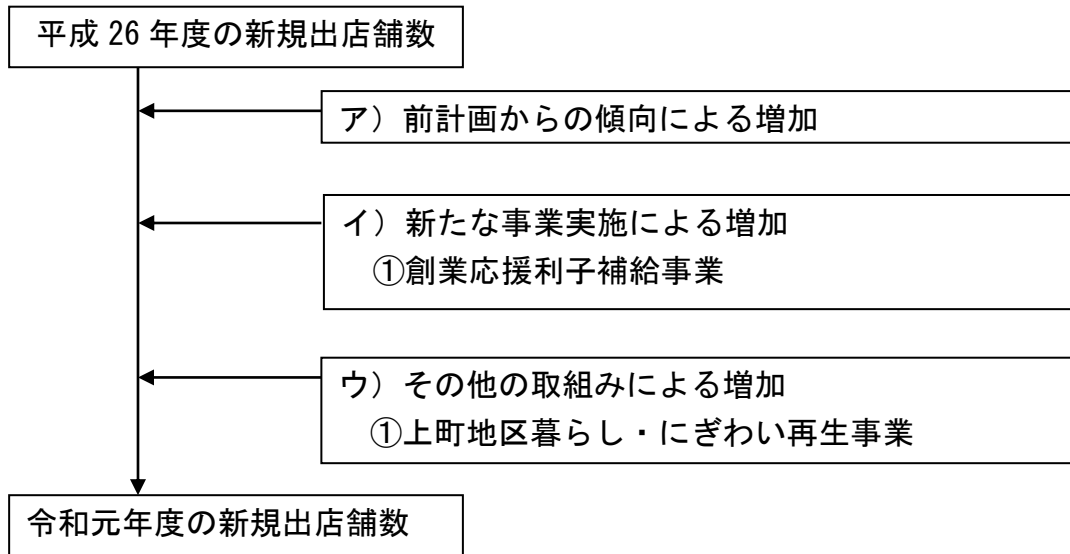 平成 26 年度の新規出店舗数
ア）前計画からの傾向による増加
イ）新たな事業実施による増加
①創業応援利子補給事業
ウ）その他の取組みによる増加
①上町地区暮らし・にぎわい再生事業
令和元年度の新規出店舗数